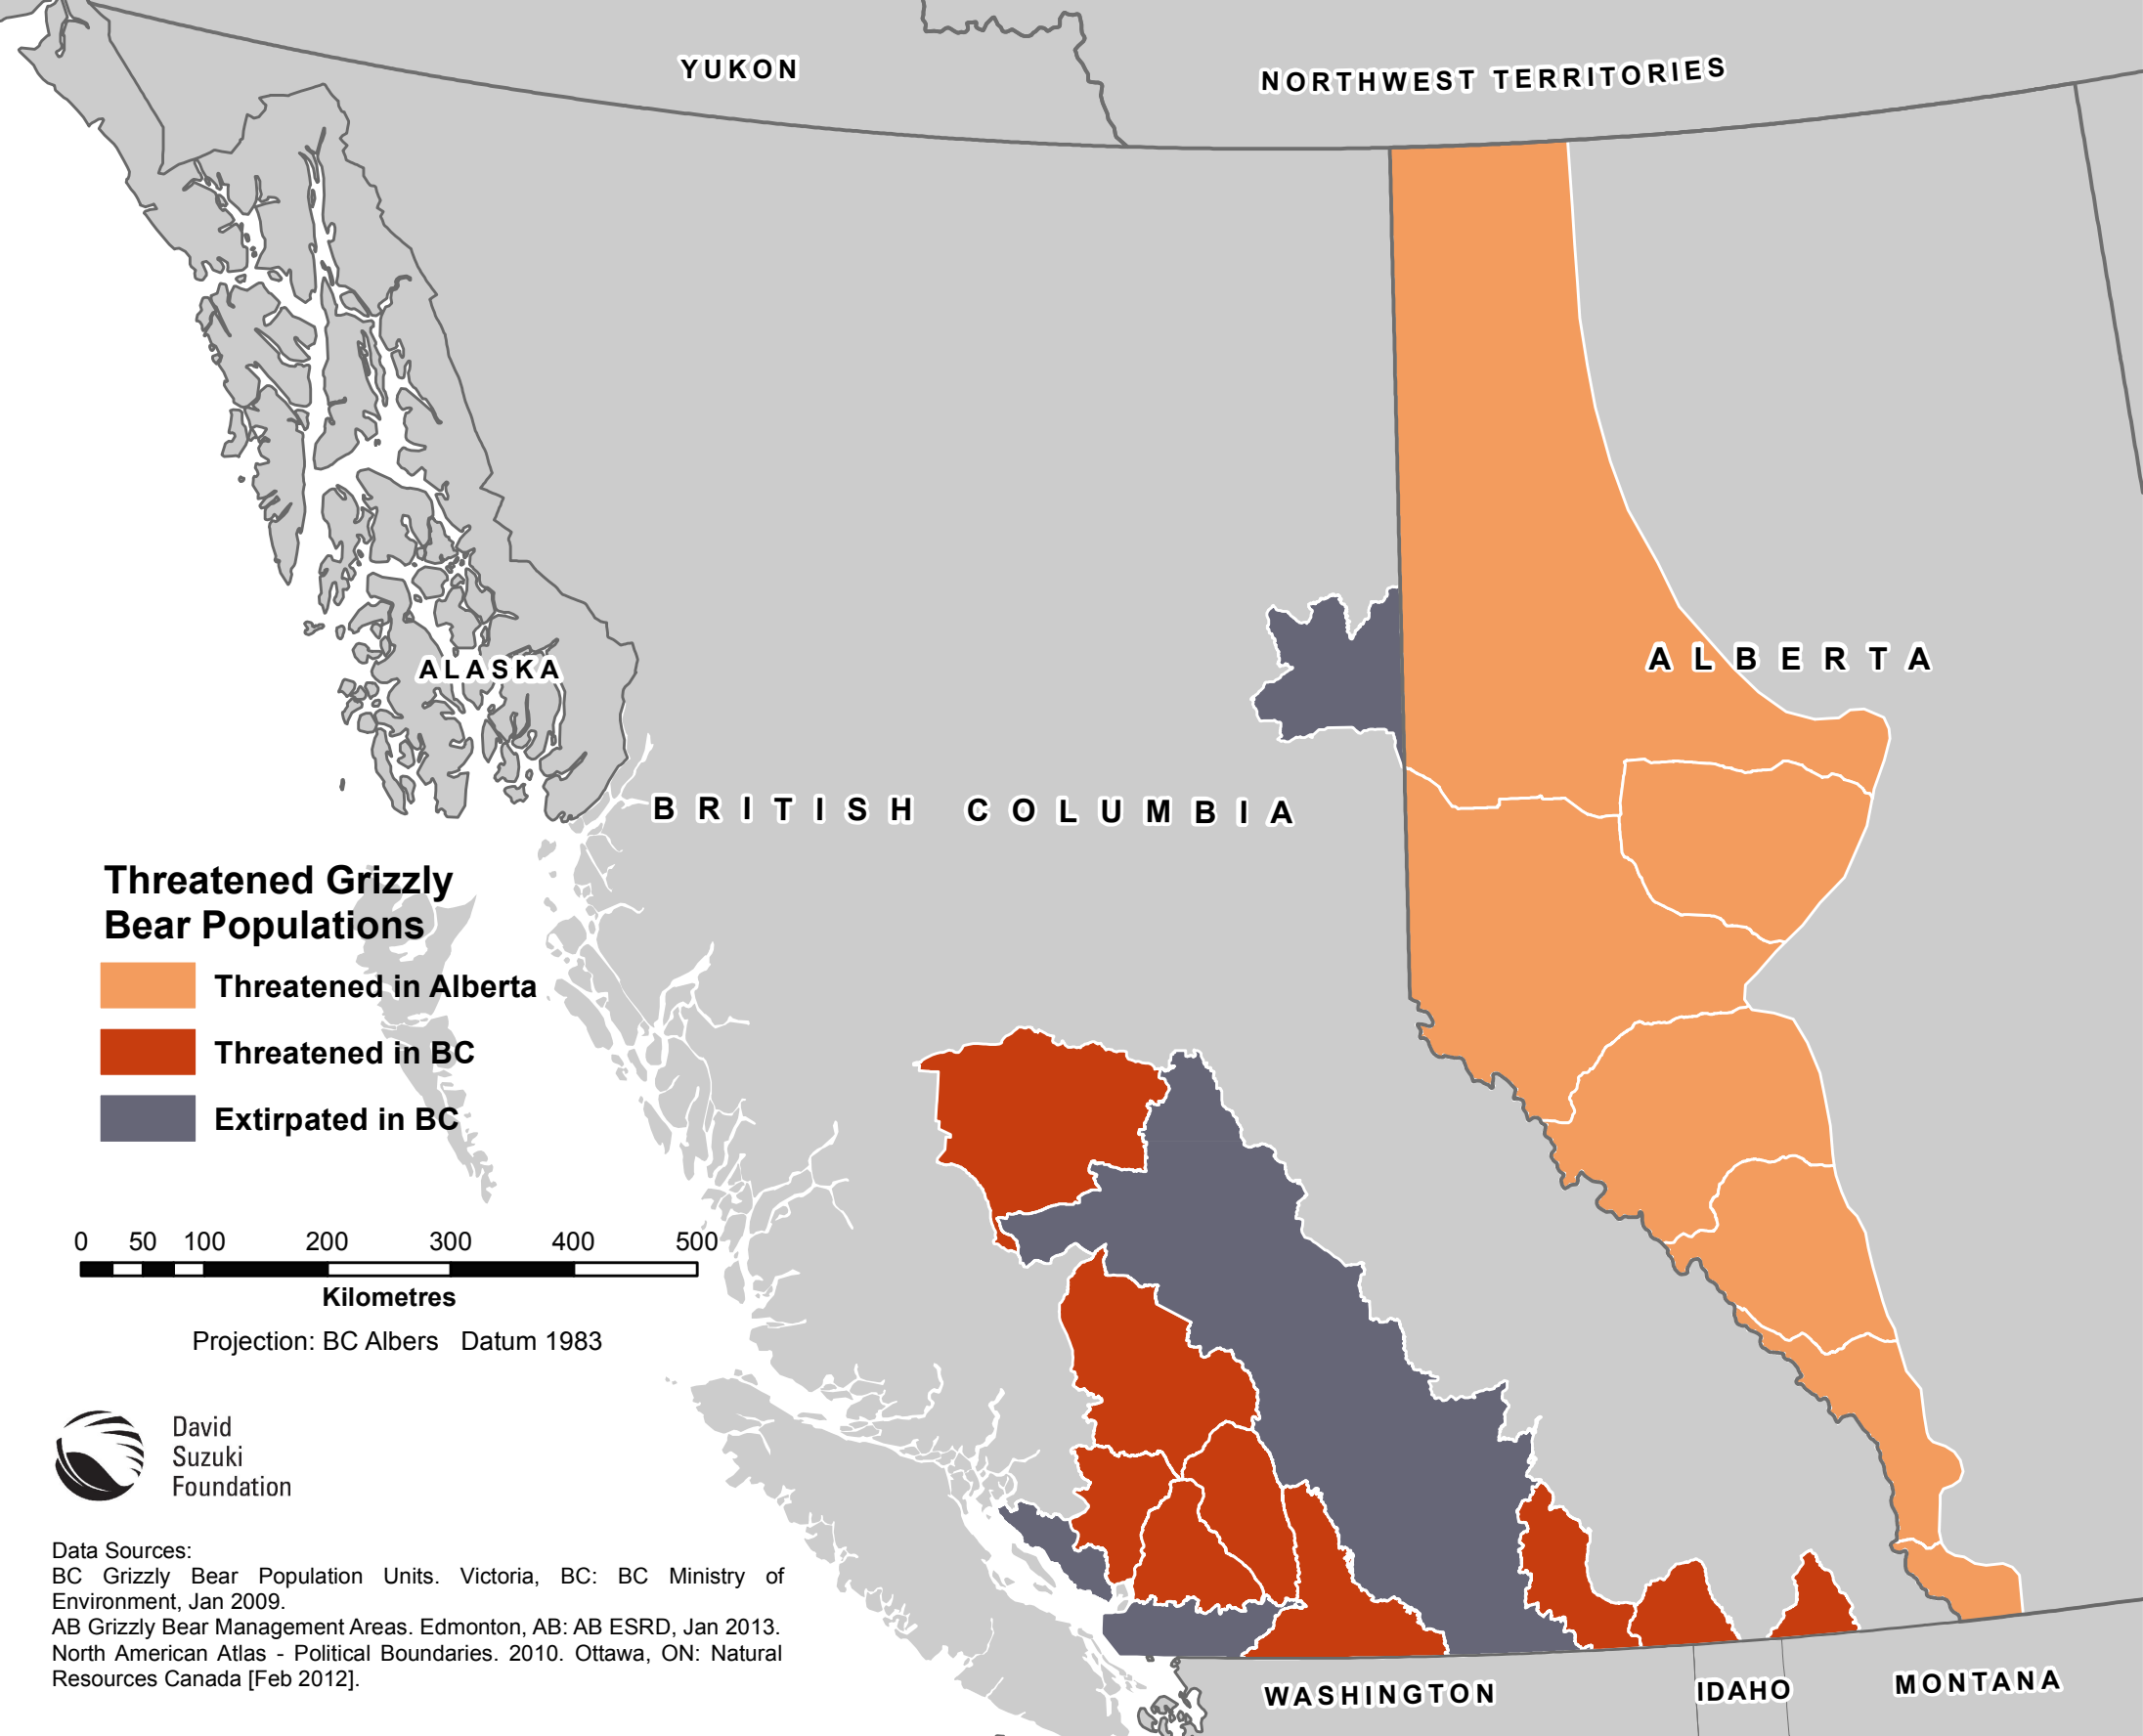 YUKON
NORTHWEST TERRITORIES
ALBERTA
ALASKA
BRITISH COLUMBIA
Threatened Grizzly
Bear Populations
Threatened in Alberta
Threatened in BC
Extirpated in BC
0 50 100 200 300 400 500
Kilometres
Projection: BC Albers Datum 1983
David
Suzuki
Foundation
Data Sources:
BC Grizzly Bear Population Units. Victoria, BC: BC Ministry of
Environment, Jan 2009.
AB Grizzly Bear Management Areas. Edmonton, AB: AB ESRD, Jan 2013.
North American Atlas - Political Boundaries. 2010. Ottawa, ON: Natural
Resources Canada [Feb 2012].
WASHINGTON
IDAHO
MONTANA